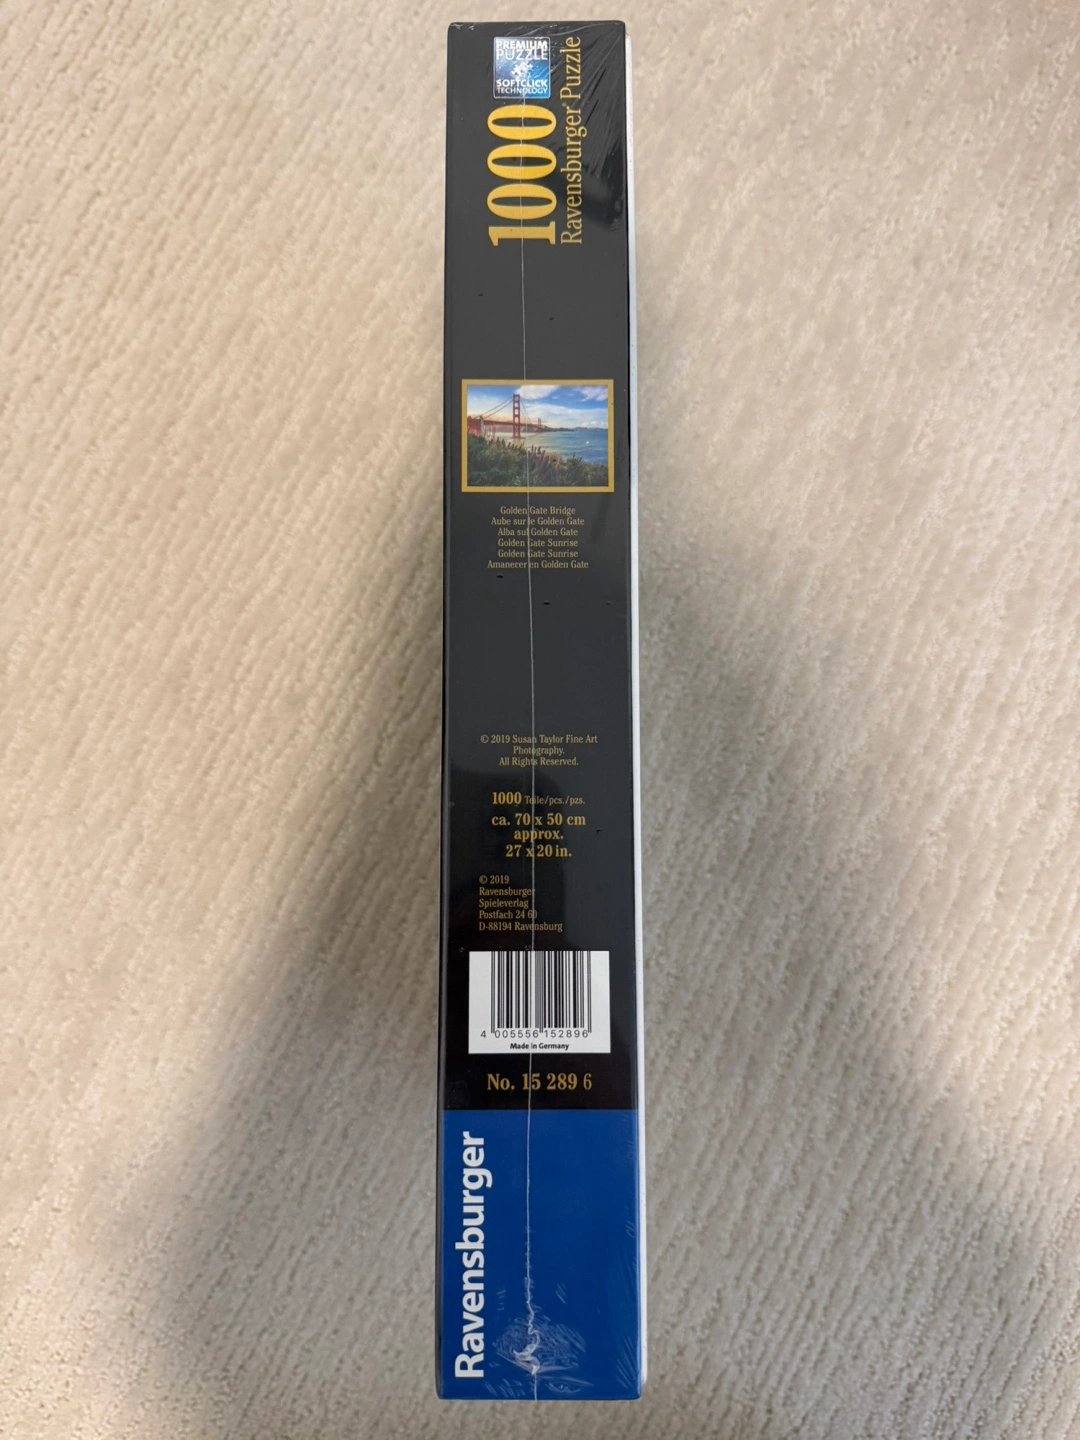 PREMIUM
PUZZLE
SOFTCLICK
TECHNOLOGY
1000
Ravensburger Puzzle
Golden Gate Bridge
Aube sur le Golden Gate
Alba sul Golden Gate
Golden Gate Sunrise
Golden Gate Sunrise
Amanecer en Golden Gate
© 2019 Susan Taylor Fine Art
Photography.
All Rights Reserved.
1000 Teile/pcs./pzs.
ca. 70 x 50 cm
approx.
27 x 20 in.
© 2019
Ravensburger
Spieleverlag
Postfach 24 60
D-88194 Ravensburg
4 005556 152896
Made in Germany
No. 15 289 6
Ravensburger